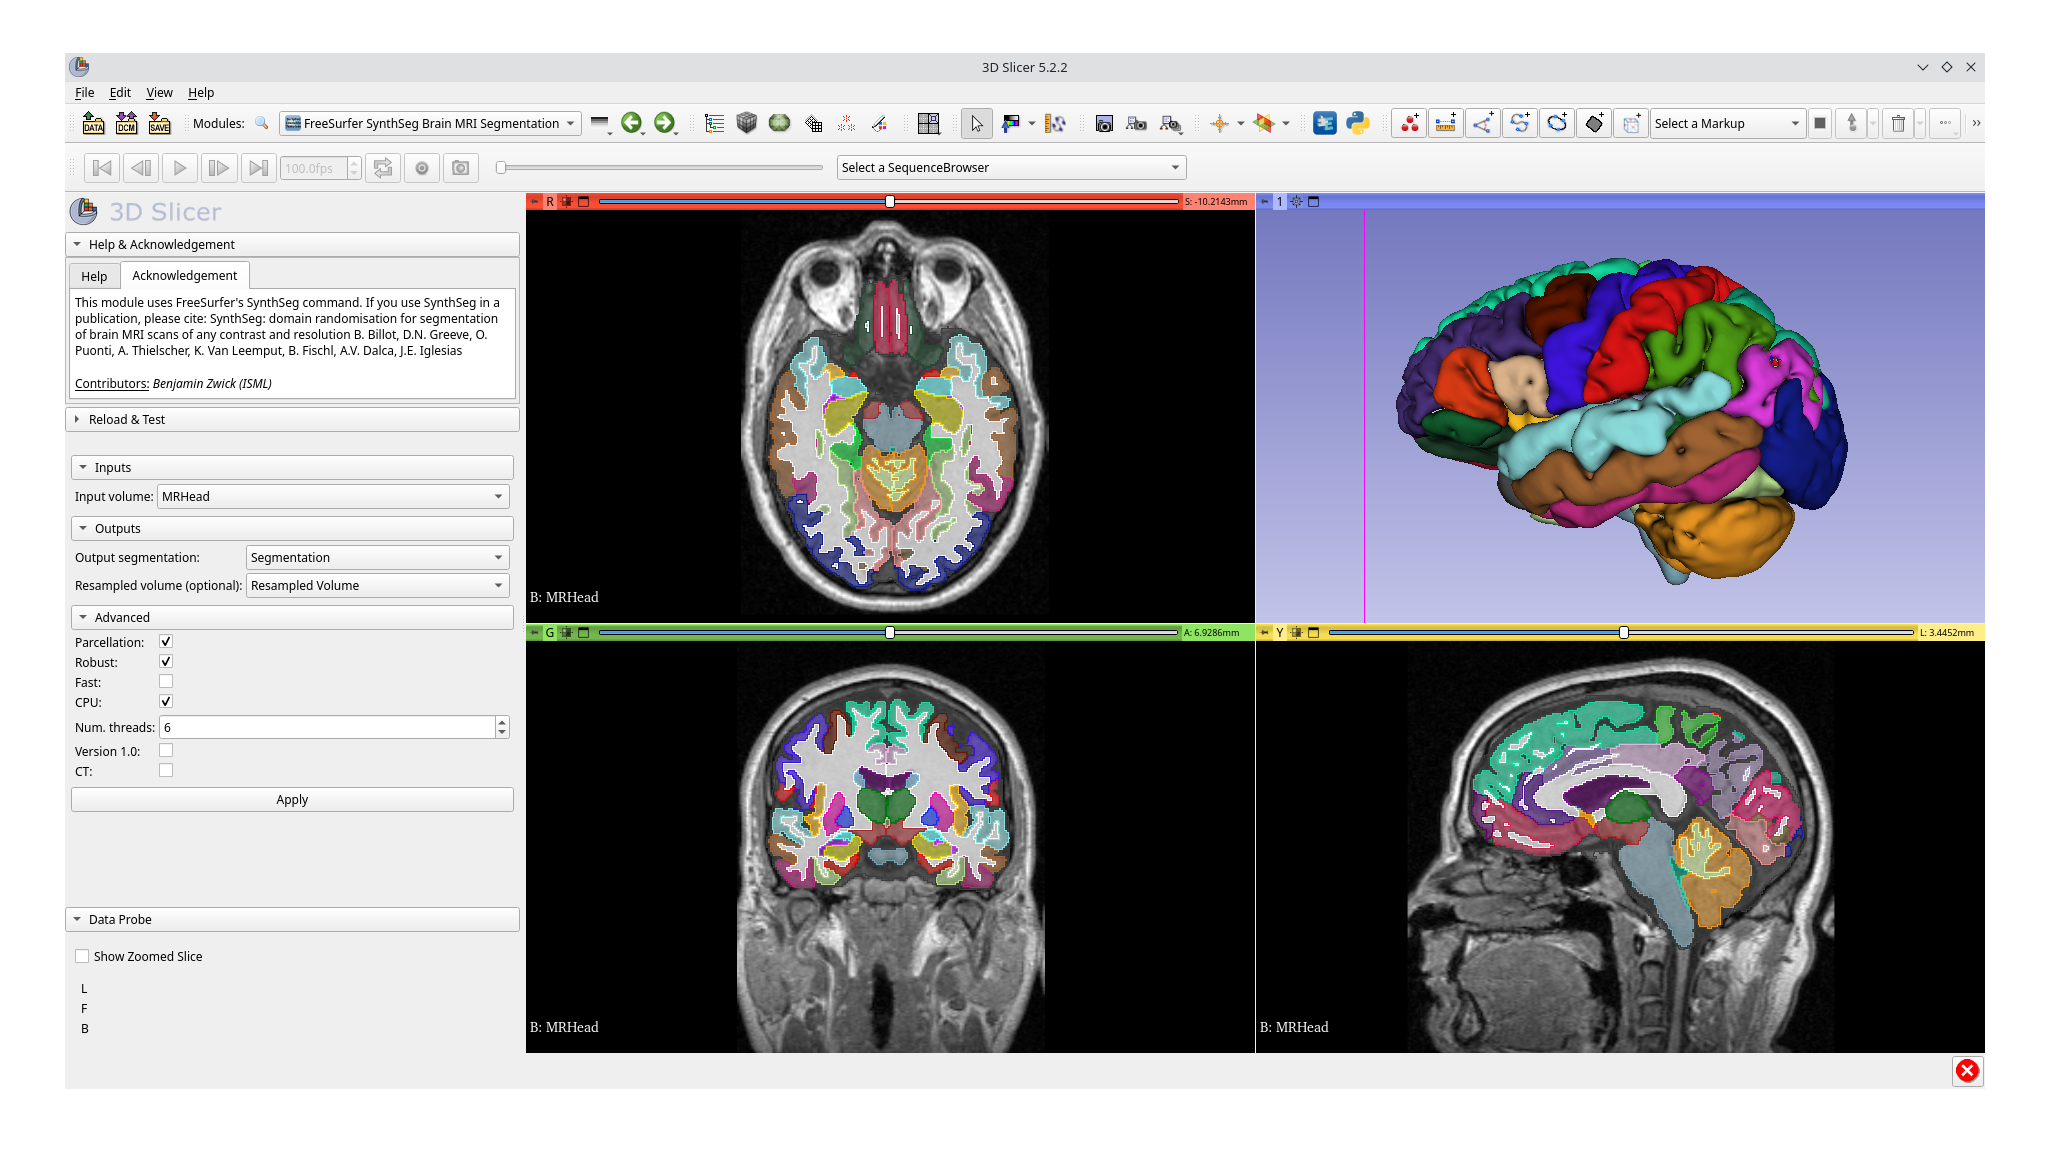 3D Slicer 5.2.2
File Edit View Help
DATA DCM SAVE Modules: FreeSurfer SynthSeg Brain MRI Segmentation Select a Markup
100.0fps Select a SequenceBrowser
3D Slicer
Help & Acknowledgement
Help Acknowledgement
This module uses FreeSurfer's SynthSeg command. If you use SynthSeg in a
publication, please cite: SynthSeg: domain randomisation for segmentation
of brain MRI scans of any contrast and resolution B. Billot, D.N. Greeve, O.
Puonti, A. Thielscher, K. Van Leemput, B. Fischl, A.V. Dalca, J.E. Iglesias
Contributors: Benjamin Zwick (ISML)
Reload & Test
Inputs
Input volume: MRHead
Outputs
Output segmentation: Segmentation
Resampled volume (optional): Resampled Volume
Advanced
Parcellation:
Robust:
Fast:
CPU:
Num. threads: 6
Version 1.0:
CT:
Apply
Data Probe
Show Zoomed Slice
L
F
B
R S: -10.2143mm
B: MRHead
1
G A: 6.9286mm
B: MRHead
Y L: 3.4452mm
B: MRHead